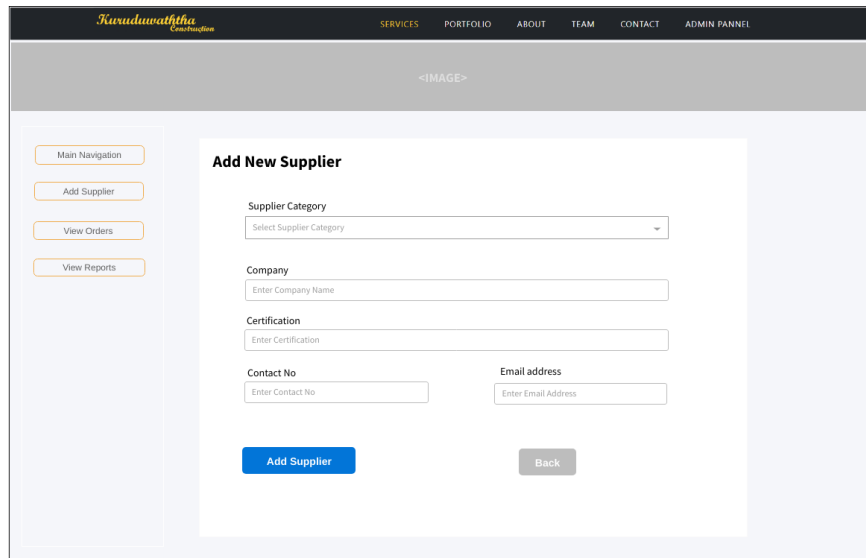 Kuruduwaththa
Construction
SERVICES PORTFOLIO ABOUT TEAM CONTACT ADMIN PANNEL
<IMAGE>
Main Navigation
Add Supplier
View Orders
View Reports
Add New Supplier
Supplier Category
Select Supplier Category
Company
Enter Company Name
Certification
Enter Certification
Contact No Email address
Enter Contact No Enter Email Address
Add Supplier Back